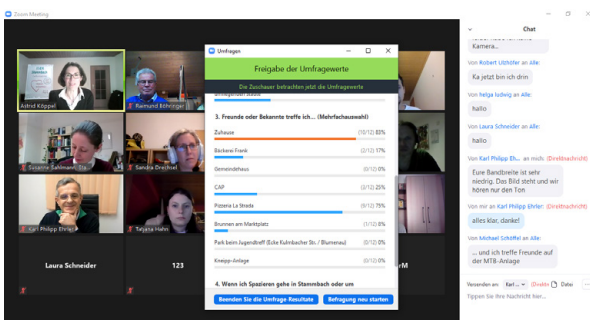 Zoom Meeting
Umfragen
Freigabe der Umfragewerte
Die Zuschauer betrachten jetzt die Umfragewerte
3. Freunde oder Bekannte treffe ich... (Mehrfachauswahl)
Zuhause (10/12) 83%
Bäckerei Frank (2/12) 17%
Gemeindehaus (0/12) 0%
CAP (3/12) 25%
Pizzeria La Strada (9/12) 75%
Brunnen am Marktplatz (1/12) 8%
Park beim Jugendtreff (Ecke Kulmbacher Str. / Blumenau) (0/12) 0%
Kneipp-Anlage (0/12) 0%
4. Wenn ich Spazieren gehe in Stammbach oder um
Beenden Sie die Umfrage-Resultate
Befragung neu starten
Astrid Köppel
Raimund Böhringer
Susanne Sahlmann, Sta...
Sandra Drechsel
Karl Philipp Ehrler
Tatjana Hahn
Laura Schneider
123
Chat
Kamera...
Von Robert Ulzhöfer an Alle:
Ka jetzt bin ich drin
Von helga ludwig an Alle:
hallo
Von Laura Schneider an Alle:
hallo
Von Karl Philipp Eh... an mich: (Direktnachricht)
Eure Bandbreite ist sehr
niedrig. Das Bild steht und wir
hören nur den Ton
Von mir an Karl Philipp Ehrler: (Direktnachricht)
alles klar, danke!
Von Michael Schöffel an Alle:
... und ich treffe Freunde auf
der MTB-Anlage
Versenden an: Karl ... (Direktn Datei ...
Tippen Sie Ihre Nachricht hier...